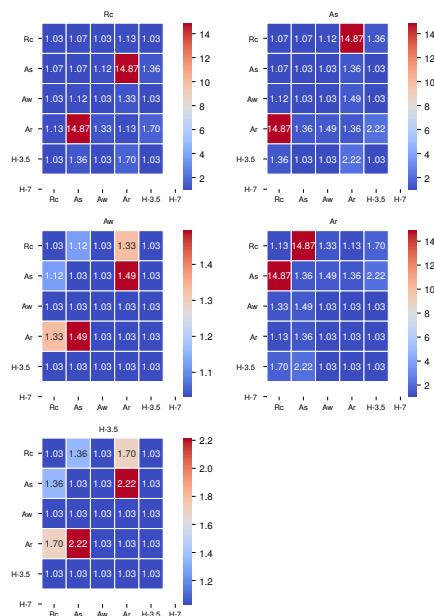 Rc
Rc 1.03 1.07 1.07 1.13 1.03
As 1.07 1.07 1.12 14.87 1.36
Aw 1.03 1.12 1.03 1.33 1.03
Ar 1.13 14.87 1.33 1.13 1.70
H-3.5 1.03 1.36 1.03 1.70 1.03
H-7
Rc As Aw Ar H-3.5 H-7
14
12
10
8
6
4
2
As
Rc 1.07 1.07 1.12 14.87 1.36
As 1.07 1.07 1.03 1.36 1.03
Aw 1.12 1.03 1.03 1.49 1.03
Ar 14.87 1.36 1.49 1.36 2.22
H-3.5 1.36 1.03 1.03 2.22 1.03
H-7
Rc As Aw Ar H-3.5 H-7
14
12
10
8
6
4
2
Aw
Rc 1.03 1.12 1.03 1.33 1.03
As 1.12 1.03 1.03 1.49 1.03
Aw 1.03 1.03 1.03 1.03 1.03
Ar 1.33 1.49 1.03 1.03 1.03
H-3.5 1.03 1.03 1.03 1.03 1.03
H-7
Rc As Aw Ar H-3.5 H-7
1.4
1.3
1.2
1.1
Ar
Rc 1.13 14.87 1.33 1.13 1.70
As 14.87 1.36 1.49 1.36 2.22
Aw 1.33 1.49 1.03 1.03 1.03
Ar 1.13 1.36 1.03 1.03 1.03
H-3.5 1.70 2.22 1.03 1.03 1.03
H-7
Rc As Aw Ar H-3.5 H-7
14
12
10
8
6
4
2
H-3.5
Rc 1.03 1.36 1.03 1.70 1.03
As 1.36 1.03 1.03 2.22 1.03
Aw 1.03 1.03 1.03 1.03 1.03
Ar 1.70 2.22 1.03 1.03 1.03
H-3.5 1.03 1.03 1.03 1.03 1.03
H-7
Rc As Aw Ar H-3.5 H-7
2.2
2.0
1.8
1.6
1.4
1.2